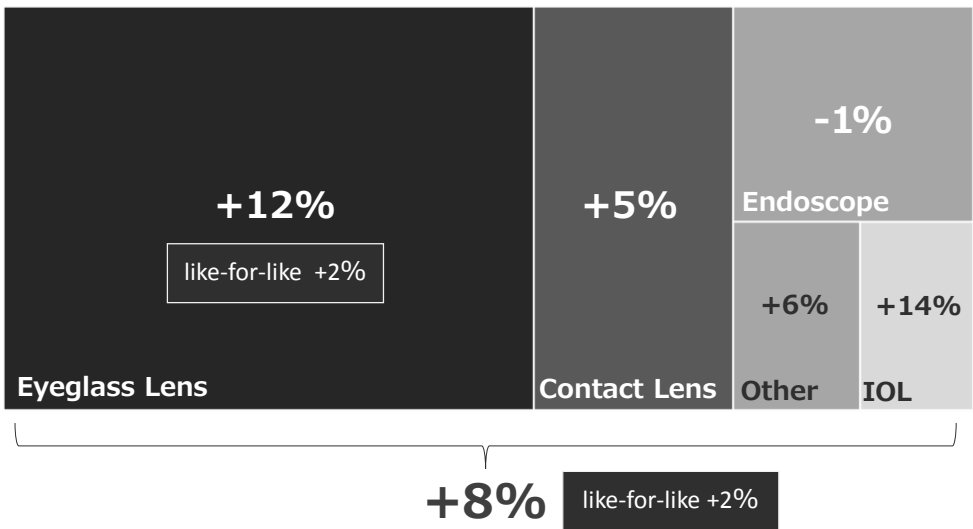 +12%
like-for-like +2%
Eyeglass Lens
+5%
Contact Lens
-1%
Endoscope
+6%
Other
+14%
IOL
+8%
like-for-like +2%